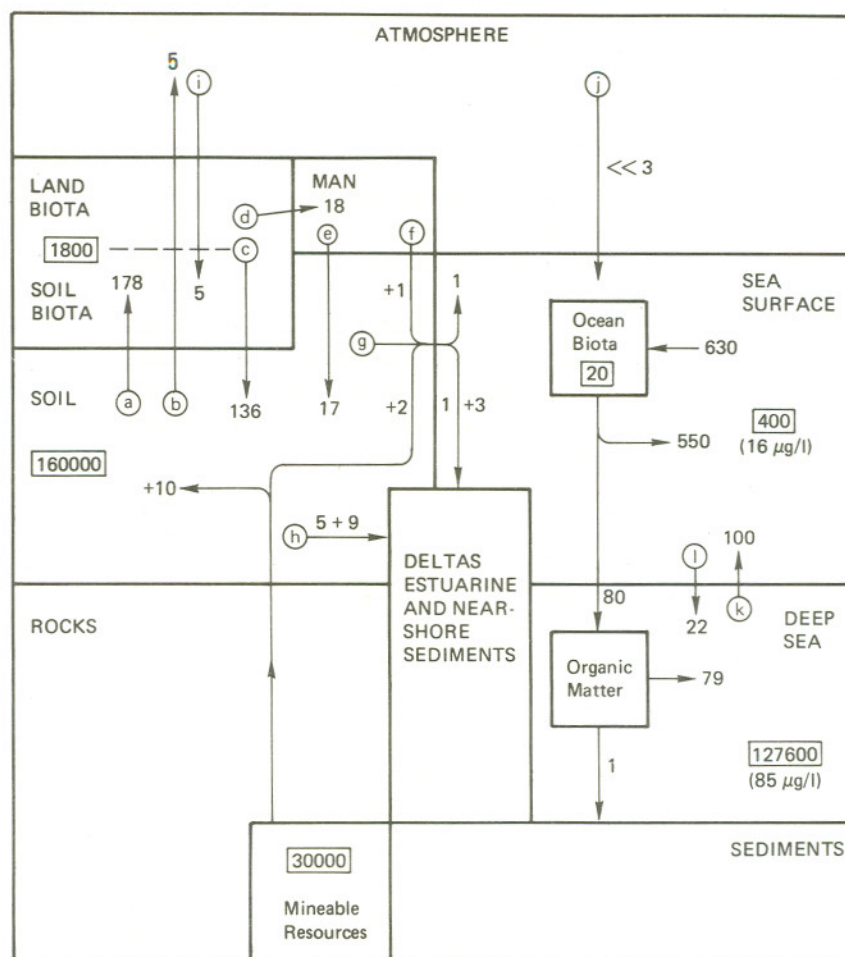 ATMOSPHERE
5
i
j
<<3
LAND
BIOTA
MAN
d
18
1800
c
e
f
178
5
SOIL
BIOTA
+1
1
SEA
SURFACE
Ocean
Biota
20
630
g
SOIL
a
b
136
17
+2
1
+3
400
(16 µg/l)
550
160000
+10
h
5 + 9
100
l
DELTAS
ESTUARINE
AND NEAR-
SHORE
SEDIMENTS
80
k
22
DEEP
SEA
ROCKS
Organic
Matter
79
127600
(85 µg/l)
1
30000
Mineable
Resources
SEDIMENTS